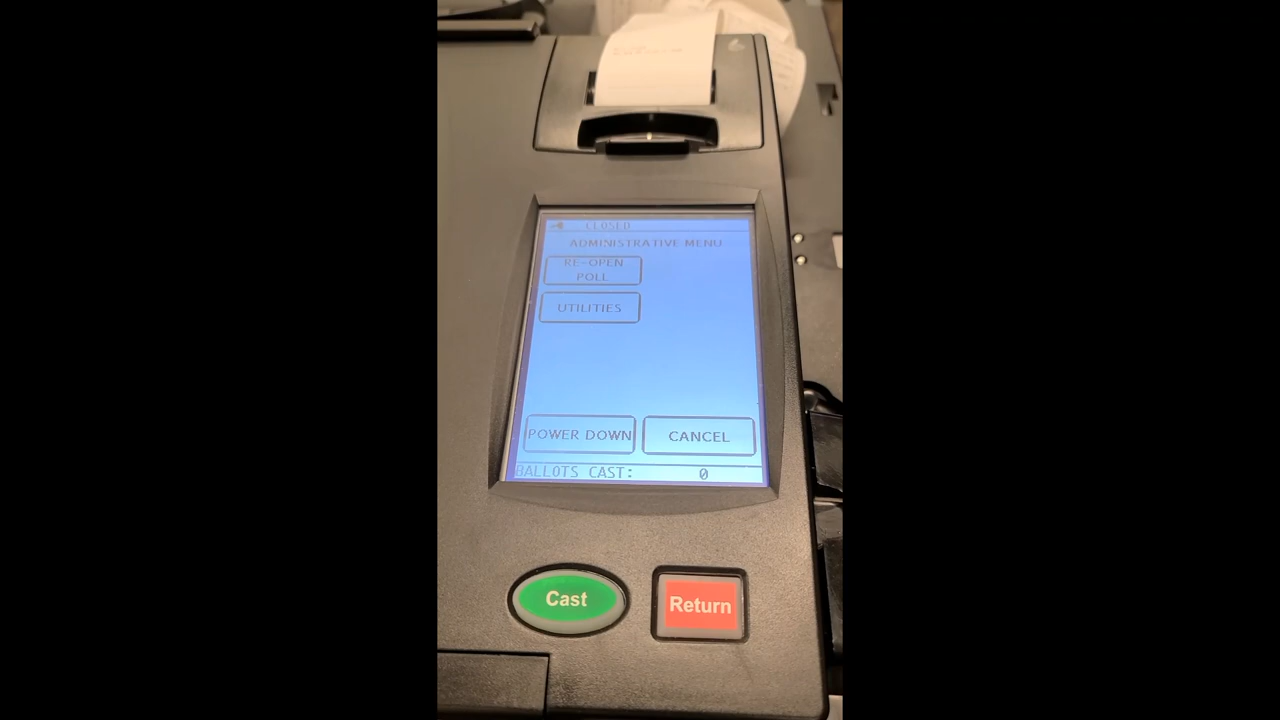 CLOSED
ADMINISTRATIVE MENU
RE-OPEN
POLL
UTILITIES
POWER DOWN
CANCEL
BALLOTS CAST: 0
Cast
Return